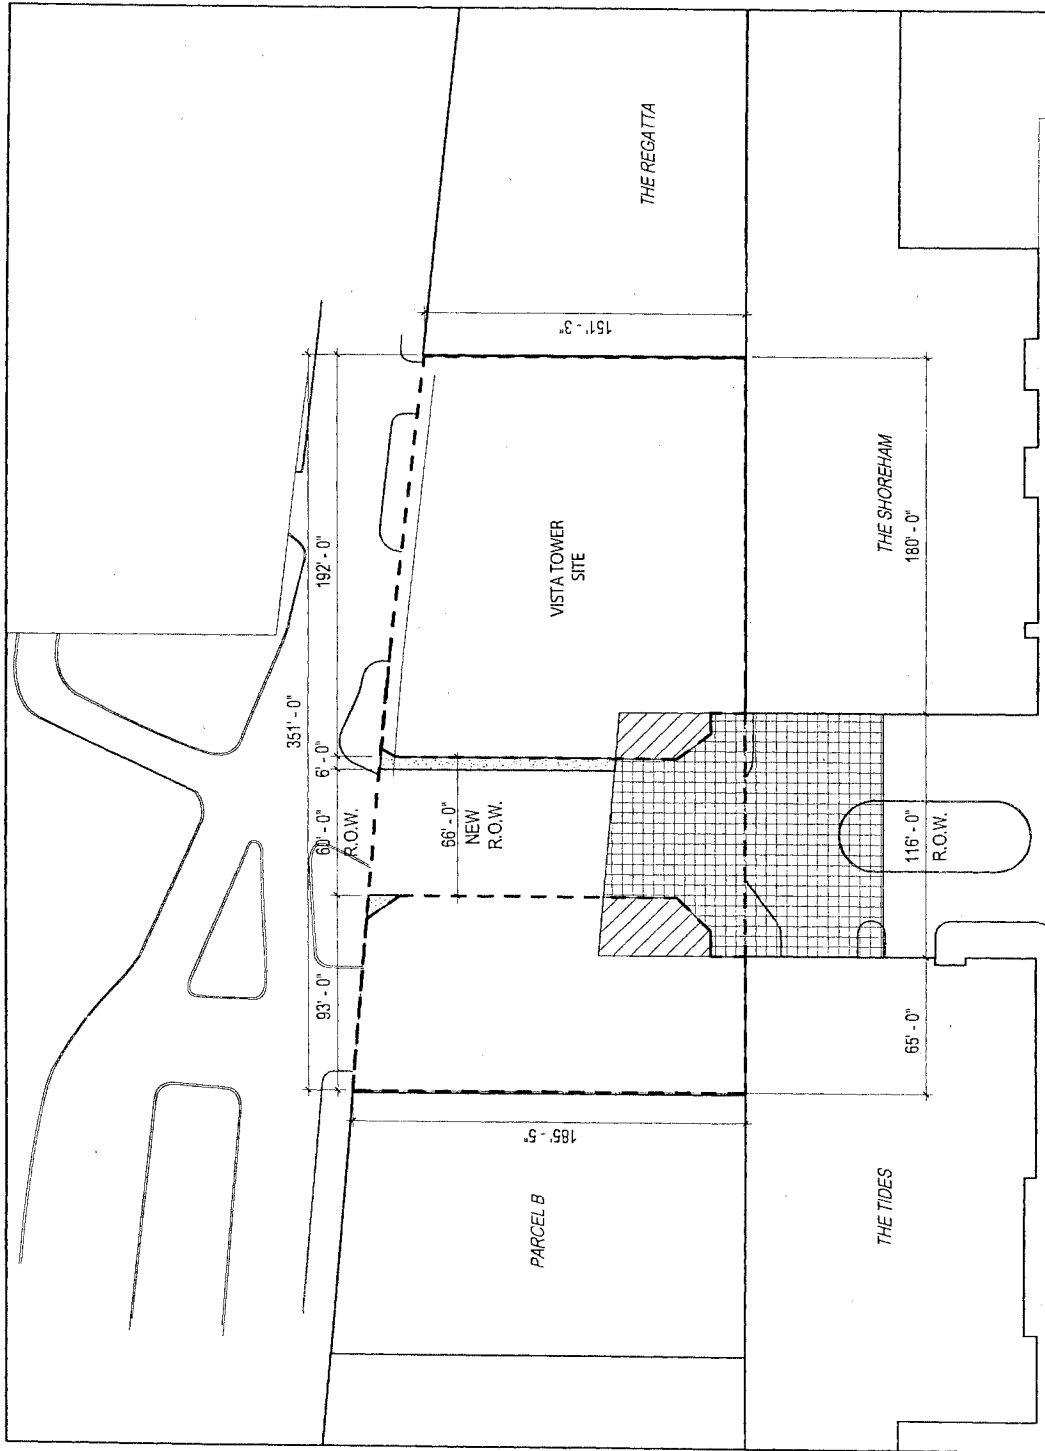 351' - 0"
93' - 0"
60' - 0"
R.O.W.
6' - 0"
192' - 0"
66' - 0"
NEW
R.O.W.
185' - 5"
151' - 3"
PARCEL B
VISTA TOWER
SITE
THE REGATTA
THE TIDES
THE SHOREHAM
65' - 0"
116' - 0"
R.O.W.
180' - 0"